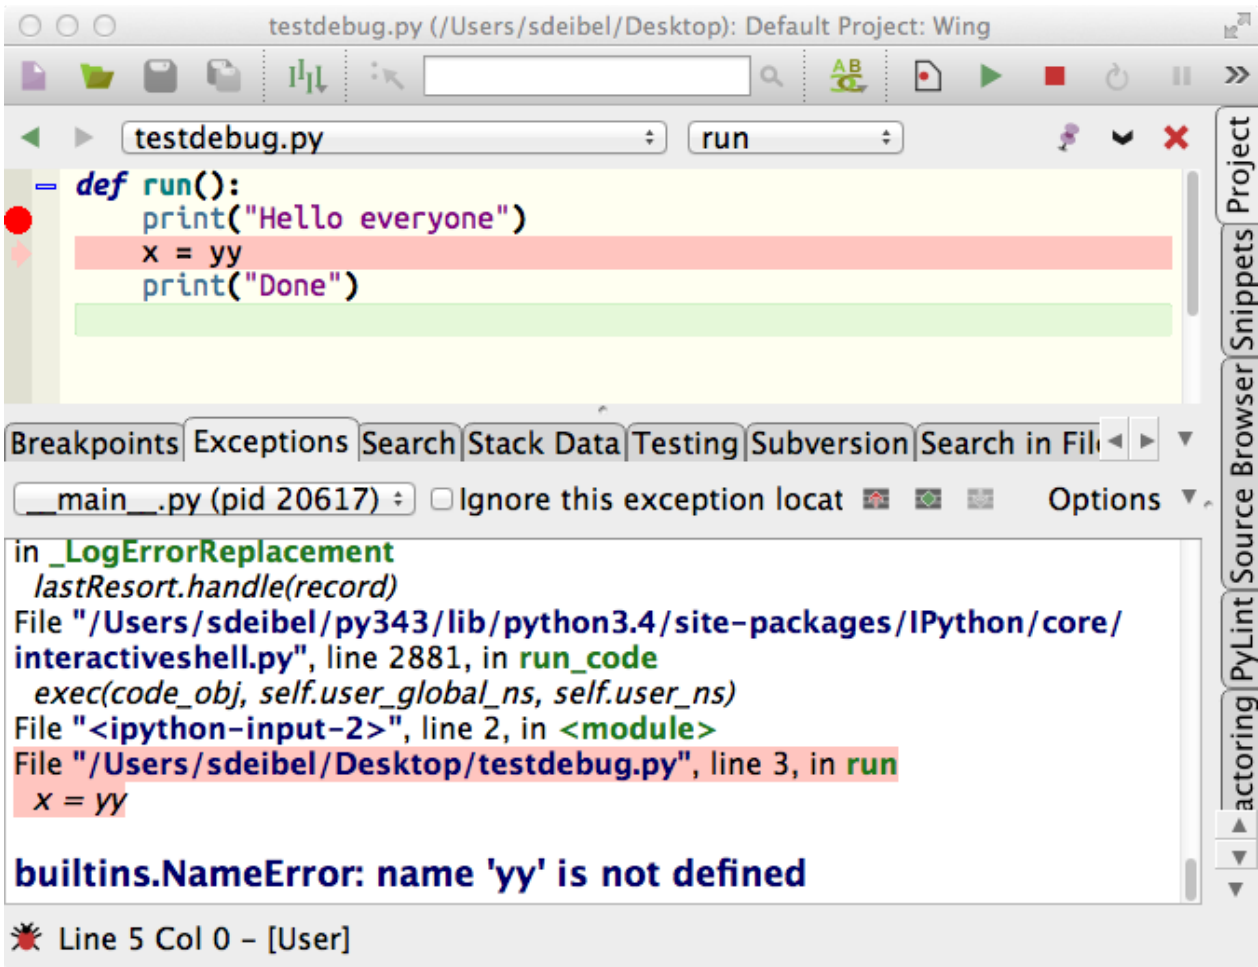 testdebug.py (/Users/sdeibel/Desktop): Default Project: Wing
AB
testdebug.py
run
def run():
print("Hello everyone")
x = yy
print("Done")
Breakpoints Exceptions Search Stack Data Testing Subversion Search in
__main__.py (pid 20617) Ignore this exception locat Options
in _LogErrorReplacement
lastResort.handle(record)
File "/Users/sdeibel/py343/lib/python3.4/site-packages/IPython/core/
interactiveshell.py", line 2881, in run_code
exec(code_obj, self.user_global_ns, self.user_ns)
File "<ipython-input-2>", line 2, in <module>
File "/Users/sdeibel/Desktop/testdebug.py", line 3, in run
x = yy
builtins.NameError: name 'yy' is not defined
Line 5 Col 0 – [User]
Project
Snippets
Source Browser
PyLint
actoring